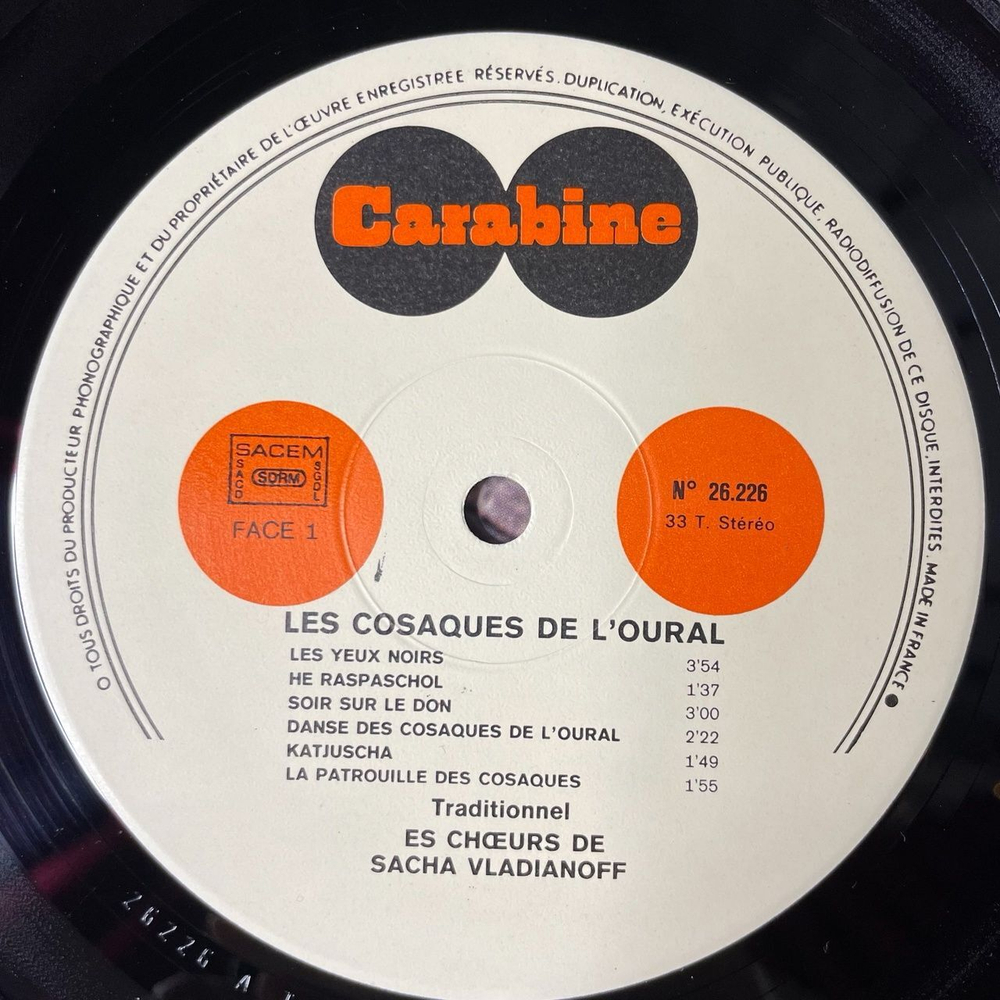 O TOUS DROITS DU PRODUCTEUR PHONOGRAPHIQUE ET DU PROPRIÉTAIRE DE L'ŒUVRE ENREGISTREE RÉSERVÉS. DUPLICATION, EXÉCUTION PUBLIQUE, RADIODIFFUSION DE CE DISQUE, INTERDITES. MADE IN FRANCE ●
Carabine
SACEM
SACD
SDRM
SGDL
FACE 1
N° 26.226
33 T. Stéréo
LES COSAQUES DE L'OURAL
LES YEUX NOIRS 3'54
HE RASPASCHOL 1'37
SOIR SUR LE DON 3'00
DANSE DES COSAQUES DE L'OURAL 2'22
KATJUSCHA 1'49
LA PATROUILLE DES COSAQUES 1'55
Traditionnel
ES CHŒURS DE
SACHA VLADIANOFF
26226 A